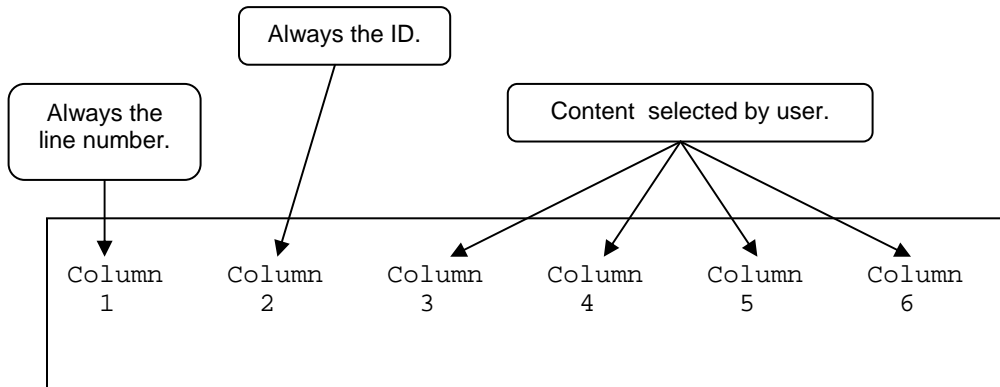 Always the ID.
Always the
line number.
Content selected by user.
Column Column Column Column Column Column
1 2 3 4 5 6